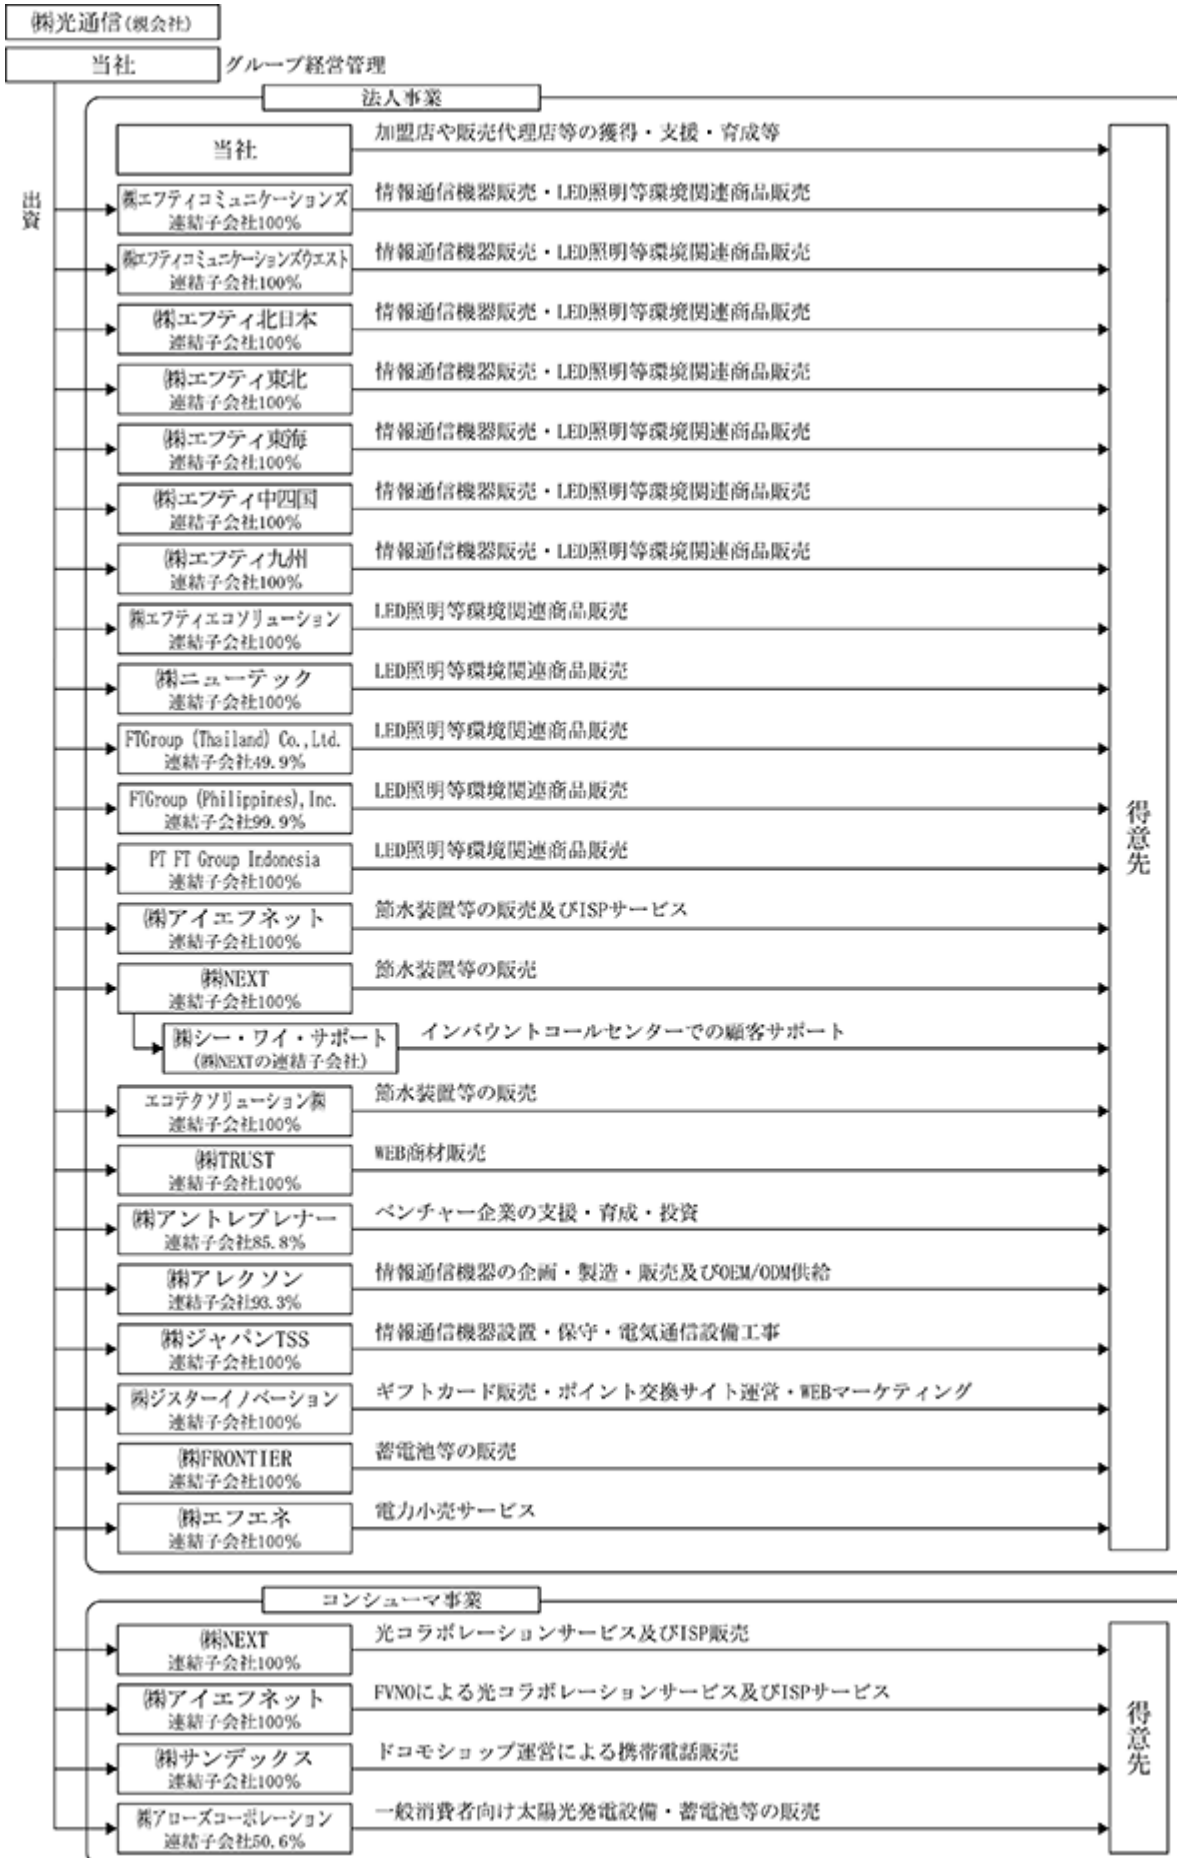 ㈱光通信(親会社)
当社 グループ経営管理
法人事業
出資
当社
加盟店や販売代理店等の獲得・支援・育成等
㈱エフティコミュニケーションズ
連結子会社100%
情報通信機器販売・LED照明等環境関連商品販売
㈱エフティコミュニケーションズウエスト
連結子会社100%
情報通信機器販売・LED照明等環境関連商品販売
㈱エフティ北日本
連結子会社100%
情報通信機器販売・LED照明等環境関連商品販売
㈱エフティ東北
連結子会社100%
情報通信機器販売・LED照明等環境関連商品販売
㈱エフティ東海
連結子会社100%
情報通信機器販売・LED照明等環境関連商品販売
㈱エフティ中四国
連結子会社100%
情報通信機器販売・LED照明等環境関連商品販売
㈱エフティ九州
連結子会社100%
情報通信機器販売・LED照明等環境関連商品販売
㈱エフティエコソリューション
連結子会社100%
LED照明等環境関連商品販売
㈱ニューテック
連結子会社100%
LED照明等環境関連商品販売
FTGroup (Thailand) Co.,Ltd.
連結子会社49.9%
LED照明等環境関連商品販売
FTGroup (Philippines),Inc.
連結子会社99.9%
LED照明等環境関連商品販売
PT FT Group Indonesia
連結子会社100%
LED照明等環境関連商品販売
㈱アイエフネット
連結子会社100%
節水装置等の販売及びISPサービス
㈱NEXT
連結子会社100%
節水装置等の販売
㈱シー・ワイ・サポート
(㈱NEXTの連結子会社)
インバウントコールセンターでの顧客サポート
エコテクソリューション㈱
連結子会社100%
節水装置等の販売
㈱TRUST
連結子会社100%
WEB商材販売
㈱アントレプレナー
連結子会社85.8%
ベンチャー企業の支援・育成・投資
㈱アレクソン
連結子会社93.3%
情報通信機器の企画・製造・販売及びOEM/ODM供給
㈱ジャパンTSS
連結子会社100%
情報通信機器設置・保守・電気通信設備工事
㈱ジスターイノベーション
連結子会社100%
ギフトカード販売・ポイント交換サイト運営・WEBマーケティング
㈱FRONTIER
連結子会社100%
蓄電池等の販売
㈱エフエネ
連結子会社100%
電力小売サービス
得意先
コンシューマ事業
㈱NEXT
連結子会社100%
光コラボレーションサービス及びISP販売
㈱アイエフネット
連結子会社100%
FVNOによる光コラボレーションサービス及びISPサービス
㈱サンデックス
連結子会社100%
ドコモショップ運営による携帯電話販売
㈱アローズコーポレーション
連結子会社50.6%
一般消費者向け太陽光発電設備・蓄電池等の販売
得意先